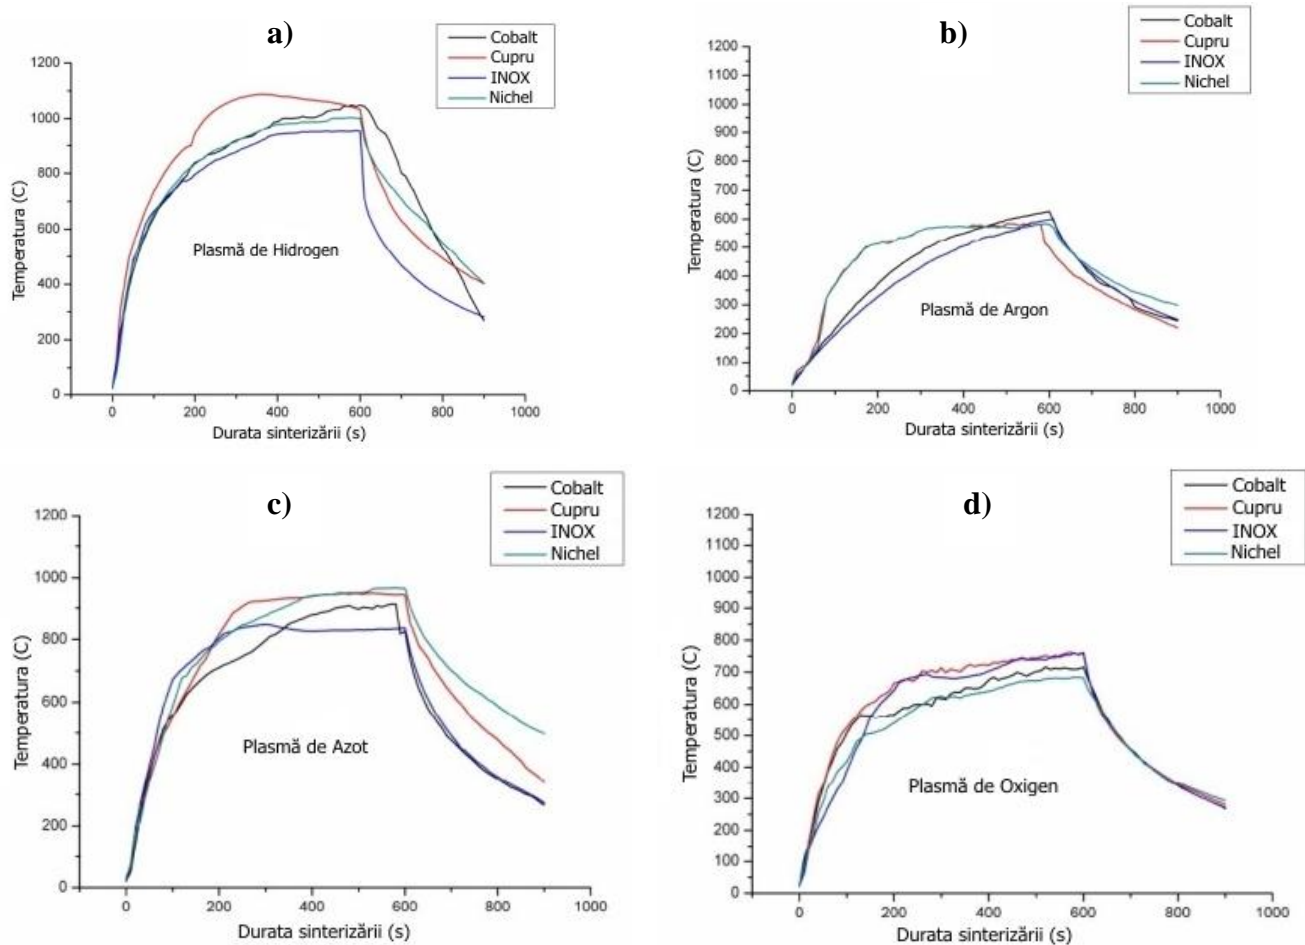 a)
Cobalt
Cupru
INOX
Nichel
1200
1000
800
600
400
200
0
Temperatura (C)
Plasmă de Hidrogen
0 200 400 600 800 1000
Durata sinterizării (s)
b)
Cobalt
Cupru
INOX
Nichel
1200
1100
1000
900
800
700
600
500
400
300
200
100
0
Temperatura (C)
Plasmă de Argon
0 200 400 600 800 1000
Durata sinterizării (s)
c)
Cobalt
Cupru
INOX
Nichel
1200
1000
800
600
400
200
0
Temperatura (C)
Plasmă de Azot
0 200 400 600 800 1000
Durata sinterizării (s)
d)
Cobalt
Cupru
INOX
Nichel
1200
1100
1000
900
800
700
600
500
400
300
200
100
0
Temperatura (C)
Plasmă de Oxigen
0 200 400 600 800 1000
Durata sinterizării (s)